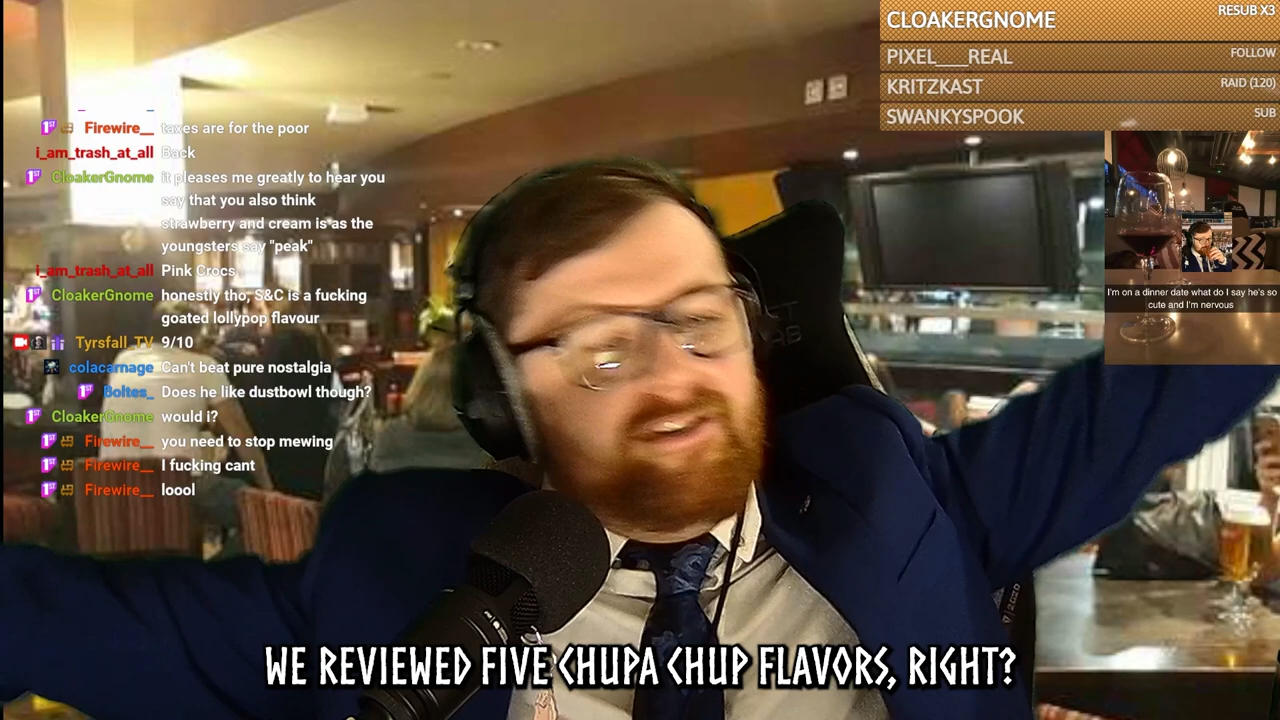 CLOAKERGNOME RESUB X3
PIXEL___REAL FOLLOW
KRITZKAST RAID (120)
SWANKYSPOOK SUB
Firewire__ taxes are for the poor
i_am_trash_at_all Back
CloakerGnome it pleases me greatly to hear you
say that you also think
strawberry and cream is as the
youngsters say "peak"
i_am_trash_at_all Pink Crocs
CloakerGnome honestly tho, S&C is a fucking
goated lollypop flavour
Tyrsfall_TV 9/10
colacarnage Can't beat pure nostalgia
Boltes_ Does he like dustbowl though?
CloakerGnome would i?
Firewire__ you need to stop mewing
Firewire__ I fucking cant
Firewire__ loool
I'm on a dinner date what do I say he's so
cute and I'm nervous
WE REVIEWED FIVE CHUPA CHUP FLAVORS, RIGHT?